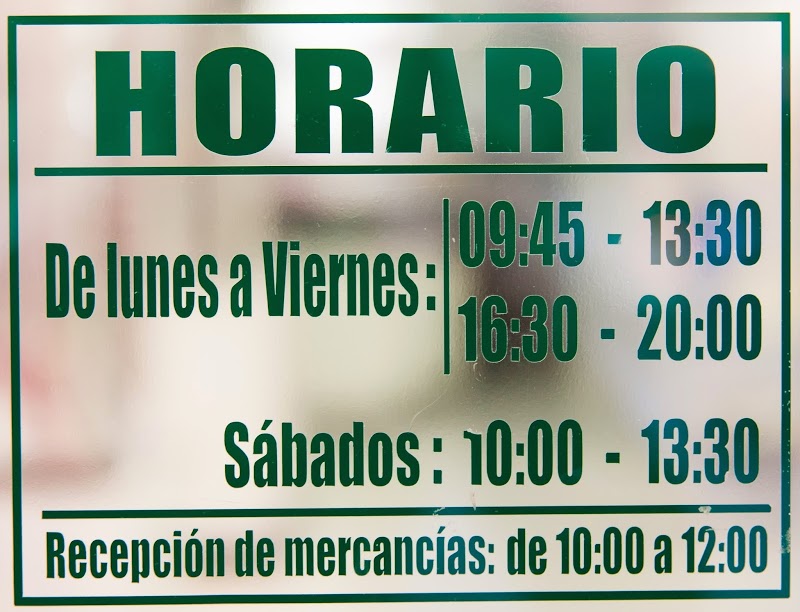 HORARIO
De lunes a Viernes: 09:45 - 13:30
16:30 - 20:00
Sábados: 10:00 - 13:30
Recepción de mercancías: de 10:00 a 12:00